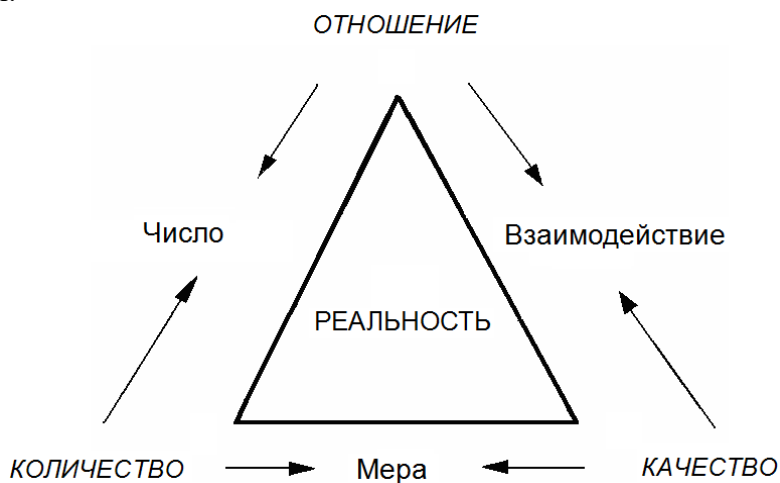 ОТНОШЕНИЕ
Число
Взаимодействие
РЕАЛЬНОСТЬ
КОЛИЧЕСТВО
Мера
КАЧЕСТВО